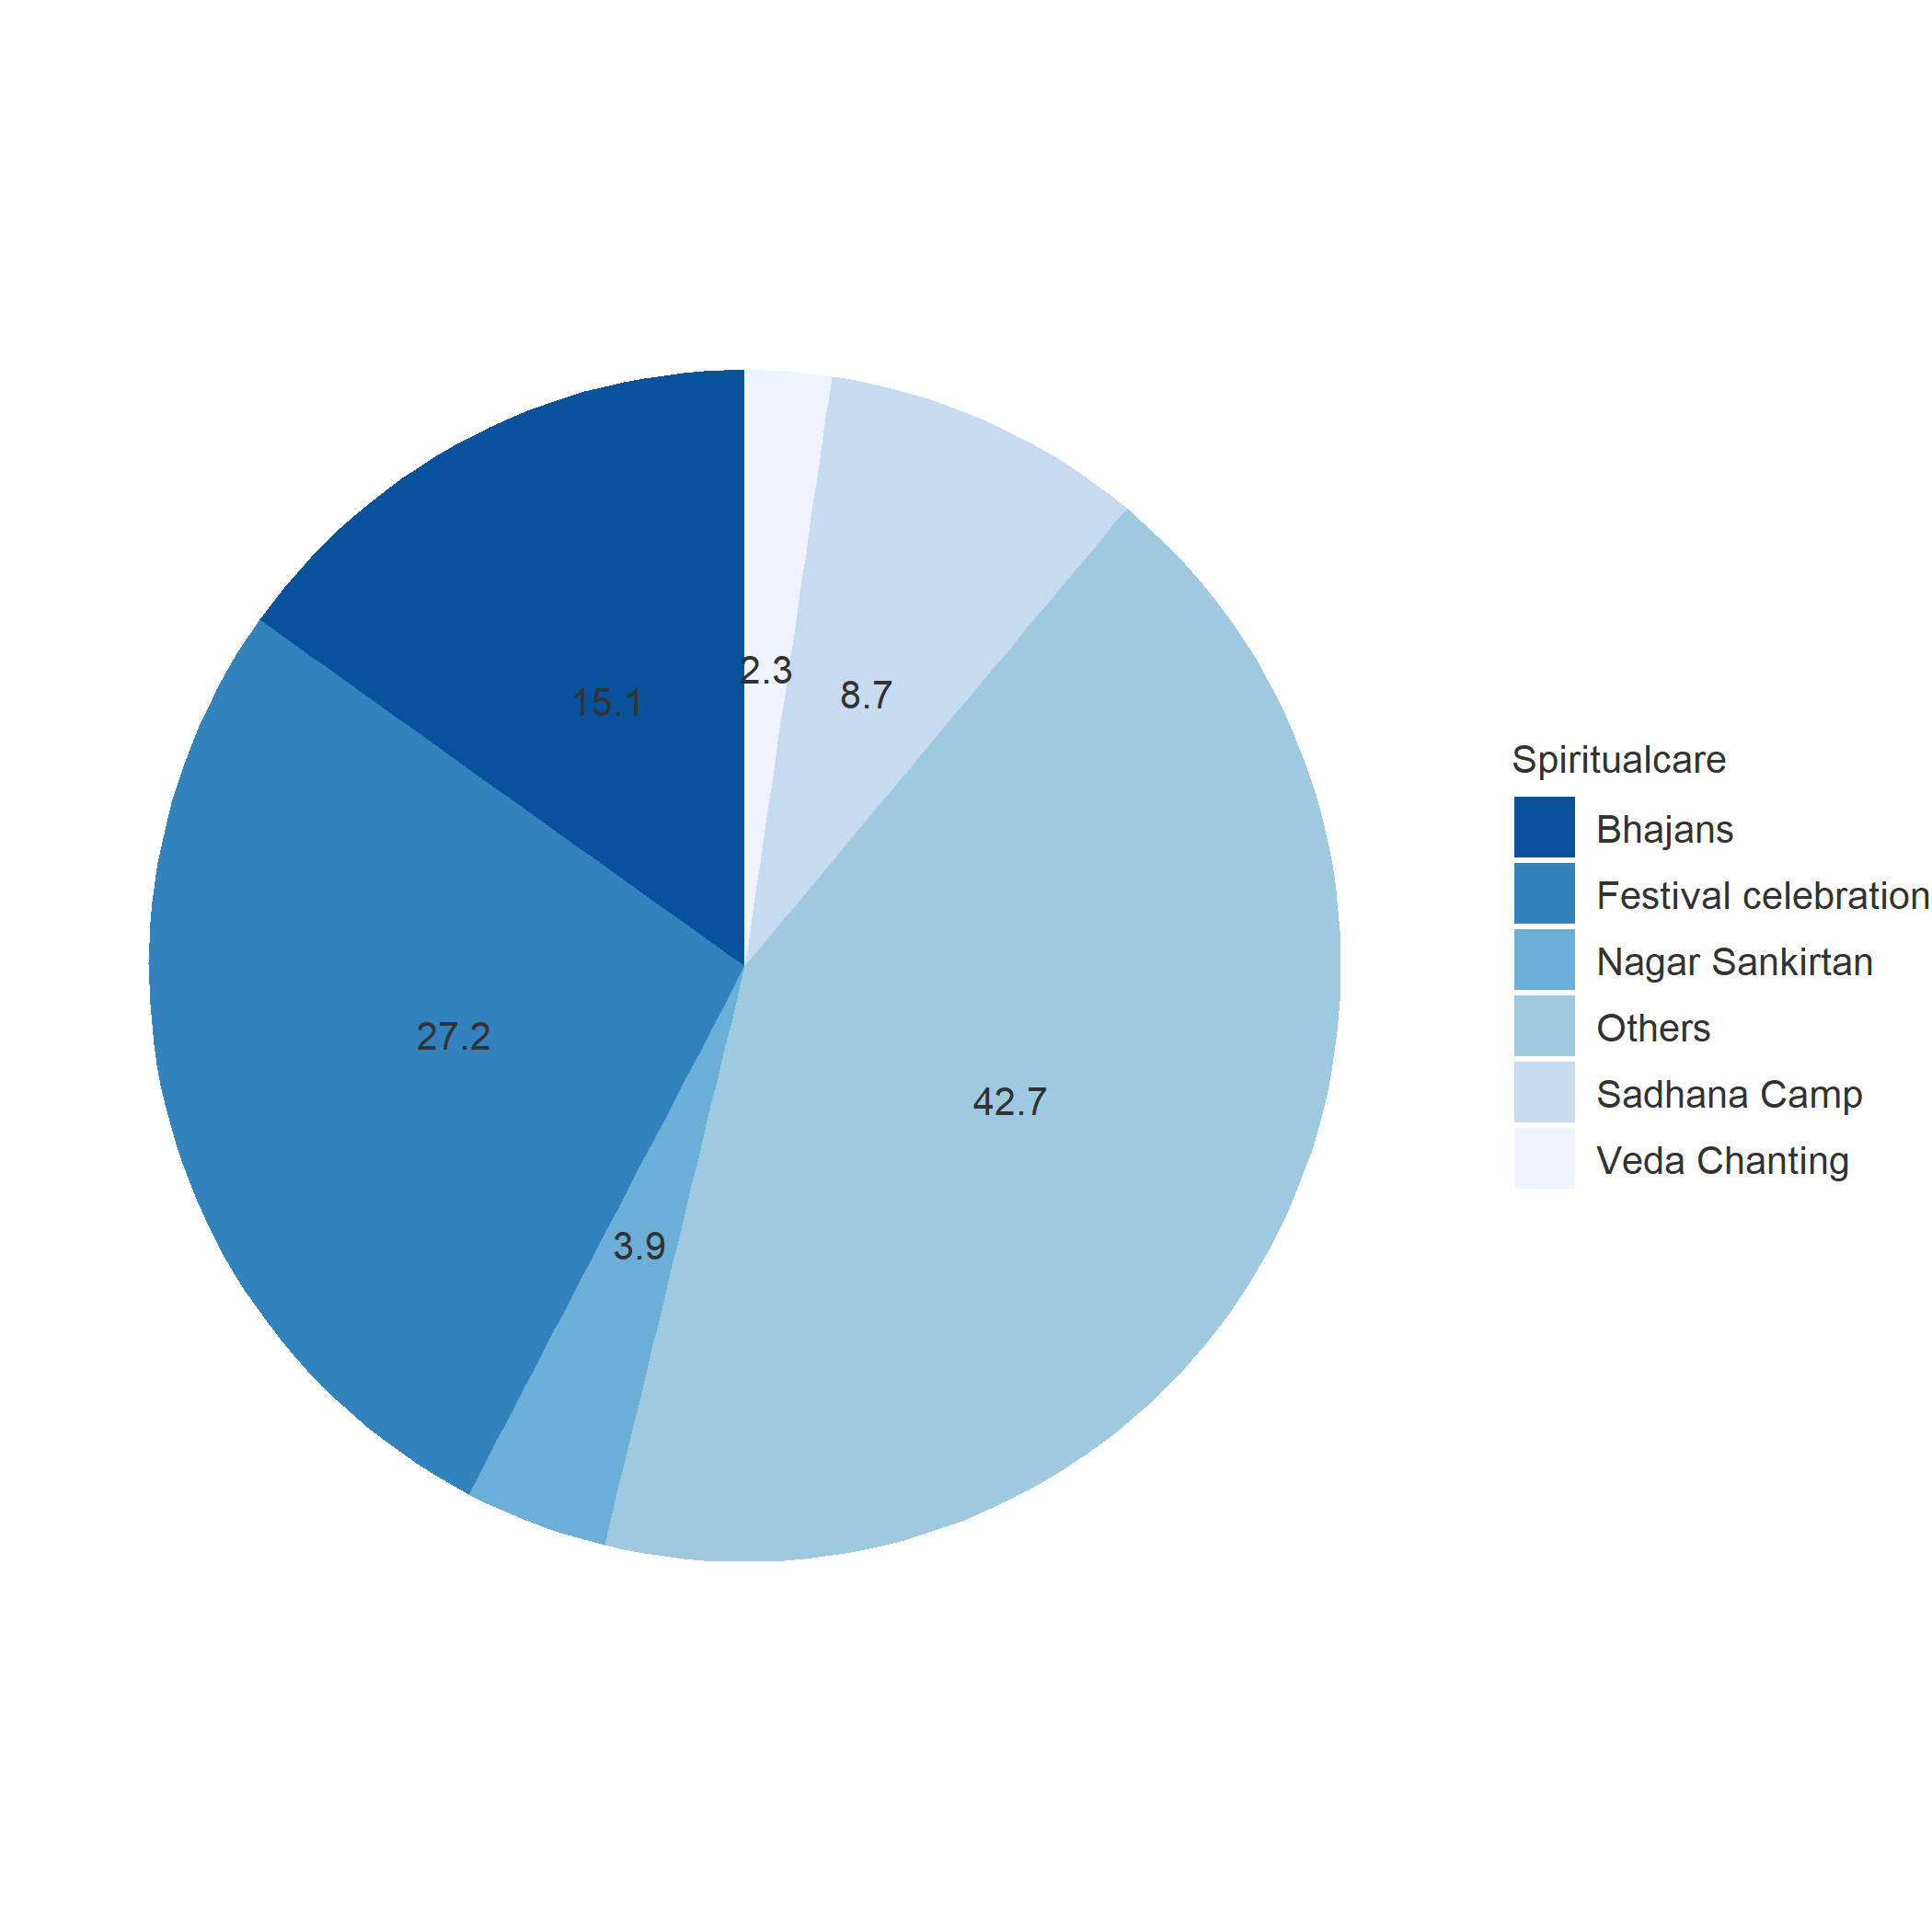 2.3
8.7
15.1
27.2
42.7
3.9
Spiritualcare
Bhajans
Festival celebration
Nagar Sankirtan
Others
Sadhana Camp
Veda Chanting